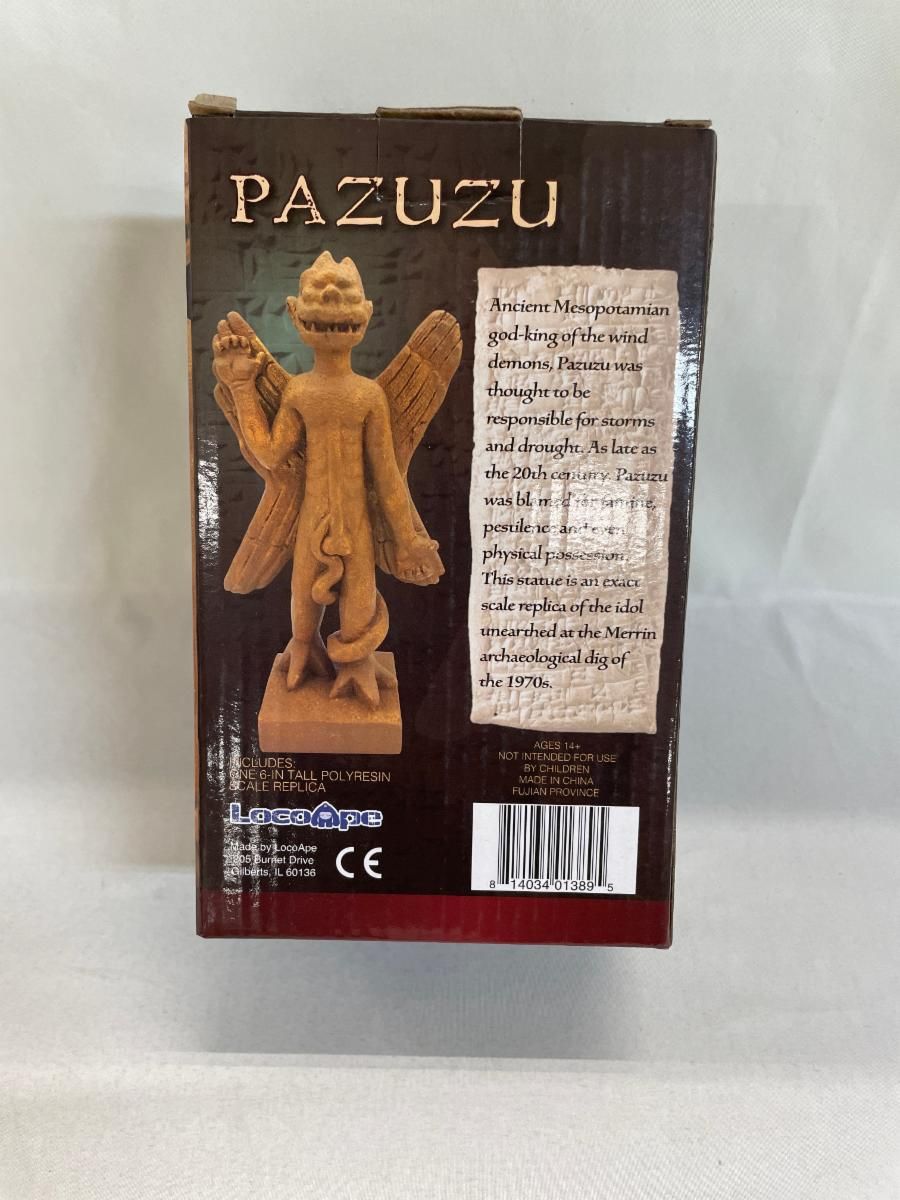 PAZUZU
Ancient Mesopotamian
god-king of the wind
demons, Pazuzu was
thought to be
responsible for storms
and drought. As late as
the 20th century Pazuzu
was blamed for famine,
pestilence and even
physical possession.
This statue is an exact
scale replica of the idol
unearthed at the Merrin
archaeological dig of
the 1970s.
INCLUDES:
ONE 6-IN TALL POLYRESIN
SCALE REPLICA
LocoApe
Made by LocoApe
205 Burnet Drive
Gilberts, IL 60136
CE
AGES 14+
NOT INTENDED FOR USE
BY CHILDREN
MADE IN CHINA
FUJIAN PROVINCE
8 14034 01389 5